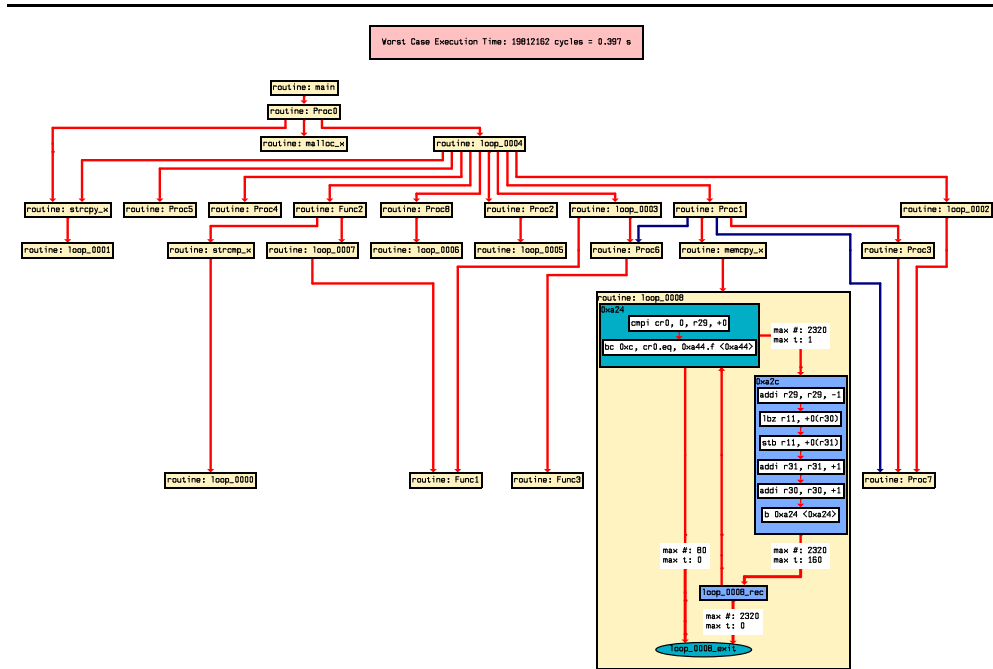 Worst Case Execution Time: 19812162 cycles = 0.397 s
routine: main
routine: Proc0
routine: malloc_x
routine: loop_0004
routine: strcpy_x
routine: Proc5
routine: Proc4
routine: Func2
routine: Proc8
routine: Proc2
routine: loop_0003
routine: Proc1
routine: loop_0002
routine: loop_0001
routine: strcmp_x
routine: loop_0007
routine: loop_0006
routine: loop_0005
routine: Proc6
routine: memcpy_x
routine: Proc3
routine: loop_0008
0xa24
cmpi cr0, 0, r29, +0
bc 0xc, cr0.eq, 0xa44.f <0xa44>
max #: 2320
max t: 1
0xa2c
addi r29, r29, -1
lbz r11, +0(r30)
stb r11, +0(r31)
addi r31, r31, +1
addi r30, r30, +1
b 0xa24 <0xa24>
routine: loop_0000
routine: Func1
routine: Func3
routine: Proc7
max #: 80
max t: 0
max #: 2320
max t: 160
loop_0008_rec
max #: 2320
max t: 0
loop_0008_exit